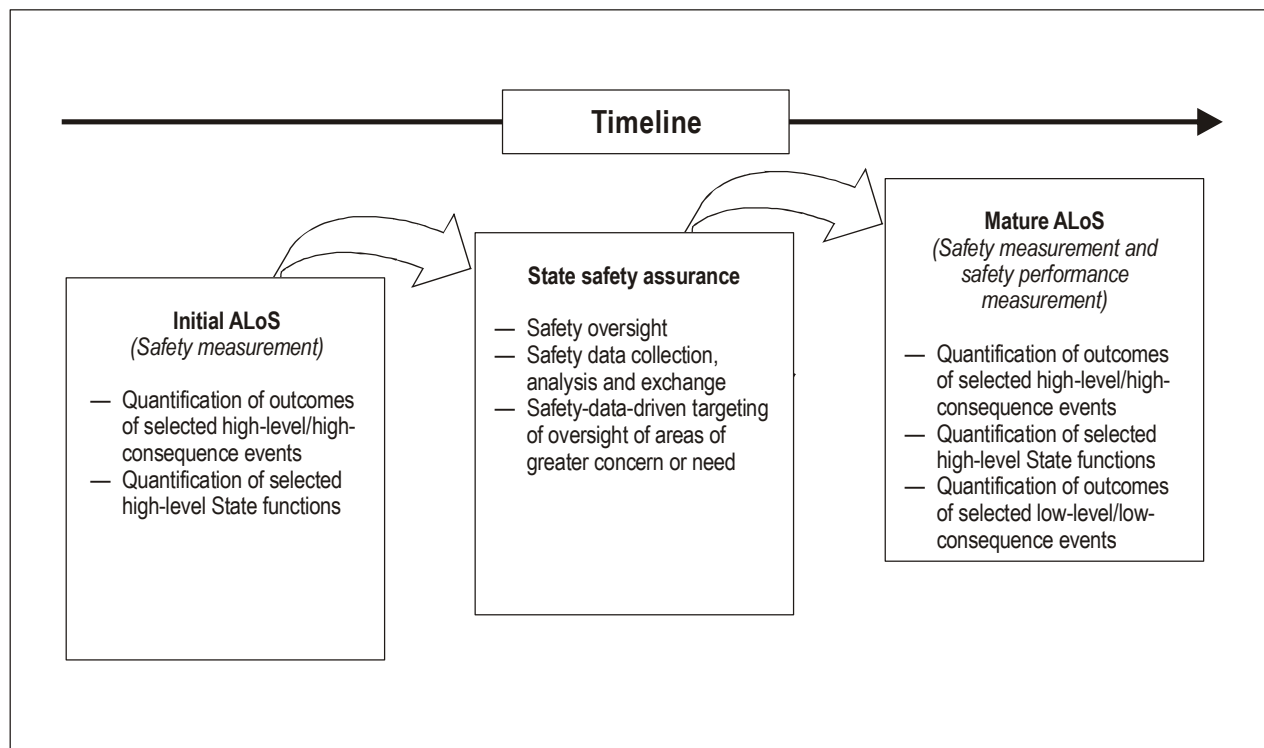 Timeline
Initial ALoS
(Safety measurement)
— Quantification of outcomes
of selected high-level/high-
consequence events
— Quantification of selected
high-level State functions
State safety assurance
— Safety oversight
— Safety data collection,
analysis and exchange
— Safety-data-driven targeting
of oversight of areas of
greater concern or need
Mature ALoS
(Safety measurement and
safety performance
measurement)
— Quantification of outcomes
of selected high-level/high-
consequence events
— Quantification of selected
high-level State functions
— Quantification of outcomes
of selected low-level/low-
consequence events